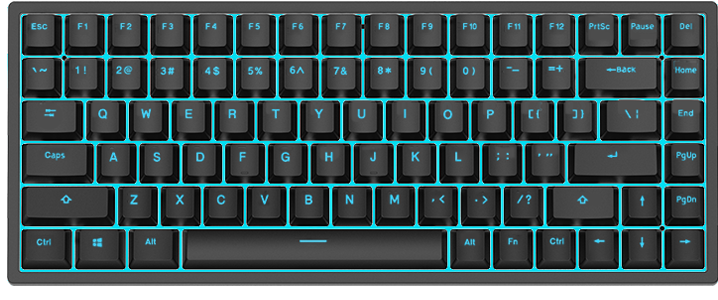 Esc F1 F2 F3 F4 F5 F6 F7 F8 F9 F10 F11 F12 PrtSc Pause Del
`~ 1! 2@ 3# 4$ 5% 6^ 7& 8* 9( 0) -_ =+ ←BACK Home
Q W E R T Y U I O P [{ ]} \| End
Caps A S D F G H J K L ;: '" ↵ PgUp
⇧ Z X C V B N M ,< .> /? ⇧ ↑ PgDn
Ctrl Alt Alt Fn Ctrl ← ↓ →